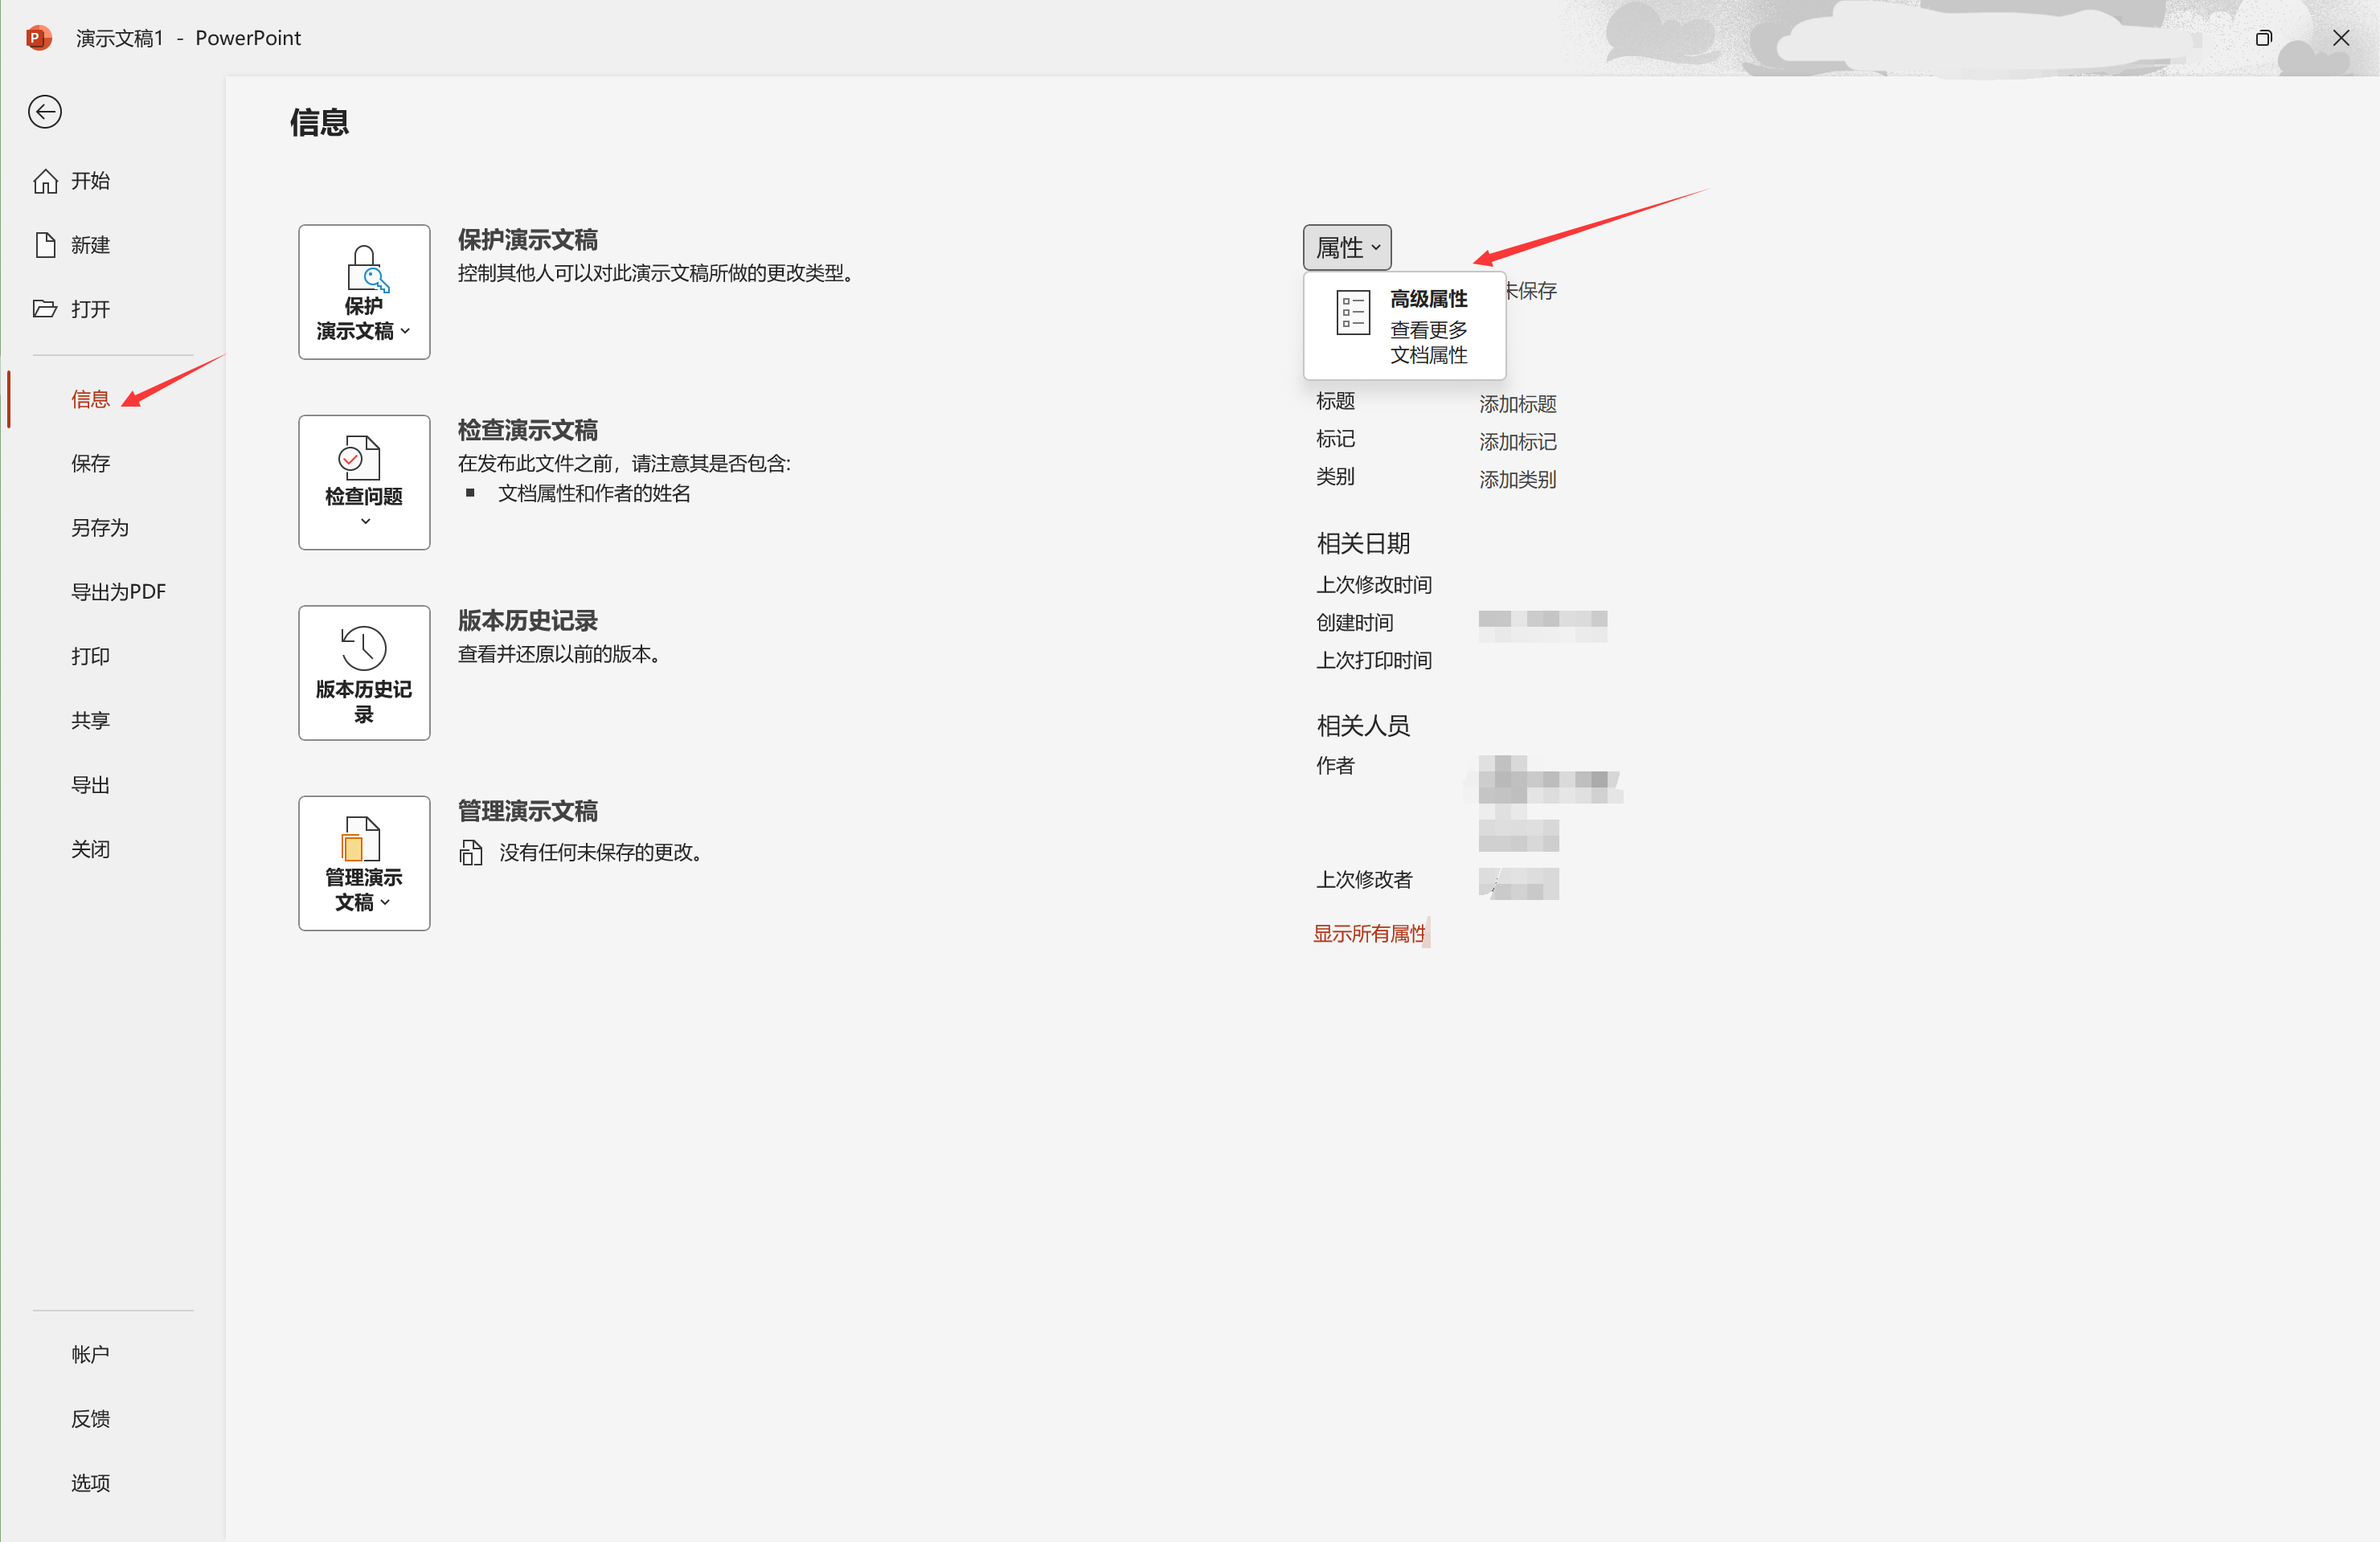 演示文稿1 - PowerPoint
开始
新建
打开
信息
保存
另存为
导出为PDF
打印
共享
导出
关闭
帐户
反馈
选项
信息
保护
演示文稿
保护演示文稿
控制其他人可以对此演示文稿所做的更改类型。
检查问题
检查演示文稿
在发布此文件之前，请注意其是否包含:
文档属性和作者的姓名
版本历史记
录
版本历史记录
查看并还原以前的版本。
管理演示
文稿
管理演示文稿
没有任何未保存的更改。
属性
高级属性
查看更多
文档属性
未保存
标题 添加标题
标记 添加标记
类别 添加类别
相关日期
上次修改时间
创建时间
上次打印时间
相关人员
作者
上次修改者
显示所有属性